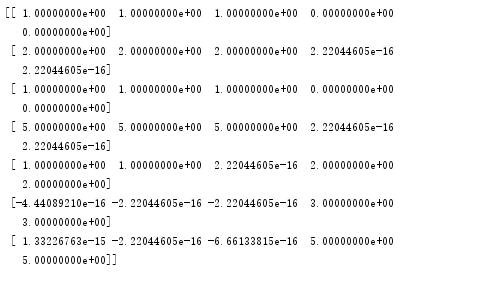 [[ 1.00000000e+00 1.00000000e+00 1.00000000e+00 0.00000000e+00
0.00000000e+00]
[ 2.00000000e+00 2.00000000e+00 2.00000000e+00 2.22044605e-16
2.22044605e-16]
[ 1.00000000e+00 1.00000000e+00 1.00000000e+00 0.00000000e+00
0.00000000e+00]
[ 5.00000000e+00 5.00000000e+00 5.00000000e+00 2.22044605e-16
2.22044605e-16]
[ 1.00000000e+00 1.00000000e+00 2.22044605e-16 2.00000000e+00
2.00000000e+00]
[-4.44089210e-16 -2.22044605e-16 -2.22044605e-16 3.00000000e+00
3.00000000e+00]
[ 1.33226763e-15 -2.22044605e-16 -6.66133815e-16 5.00000000e+00
5.00000000e+00]]